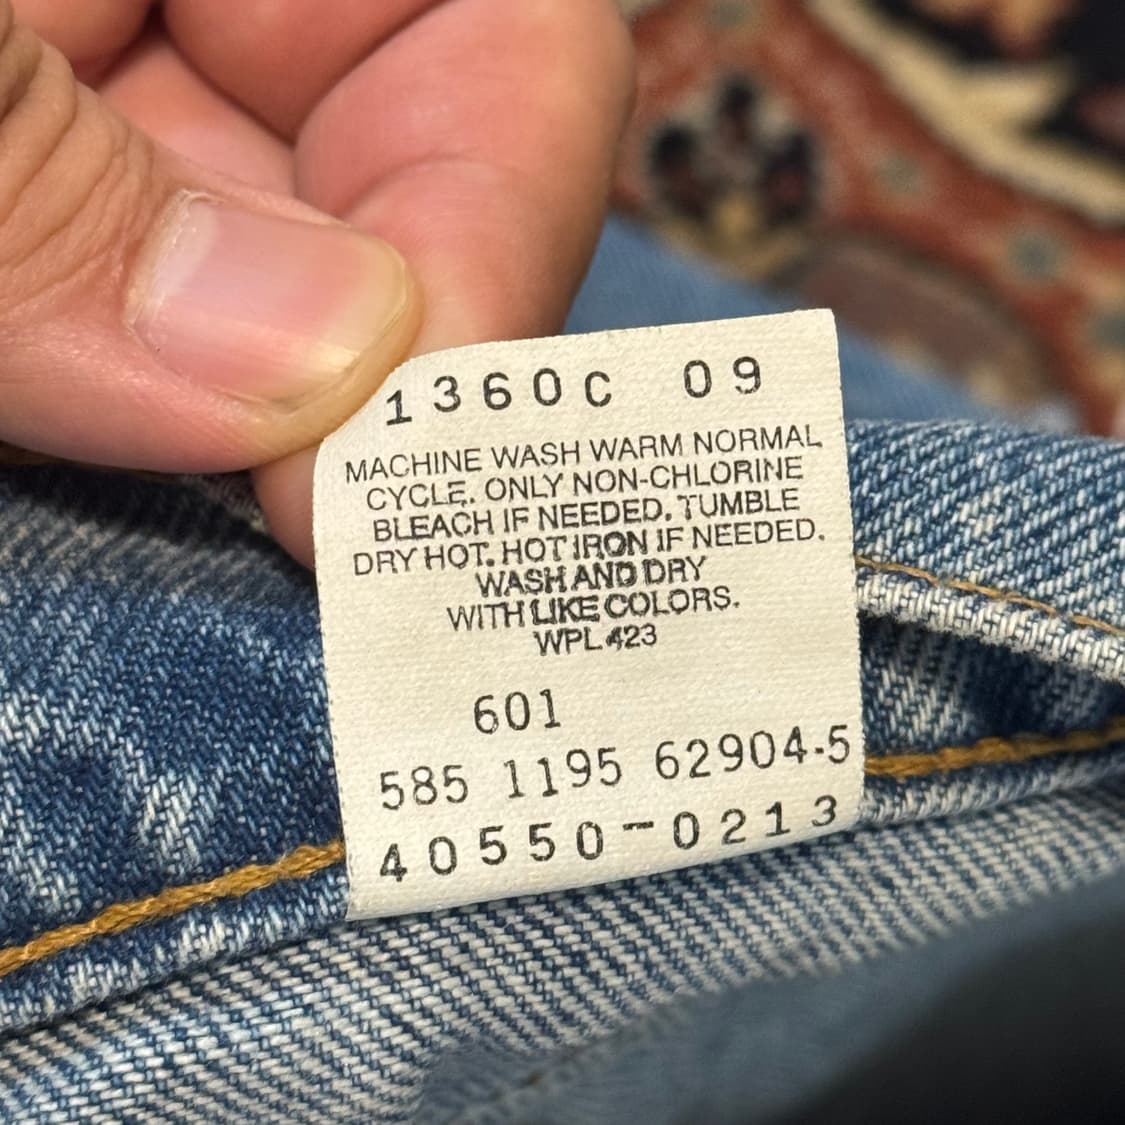 1360C 09
MACHINE WASH WARM NORMAL
CYCLE. ONLY NON-CHLORINE
BLEACH IF NEEDED. TUMBLE
DRY HOT. HOT IRON IF NEEDED.
WASH AND DRY
WITH LIKE COLORS.
WPL 423
601
585 1195 62904-5
40550-0213